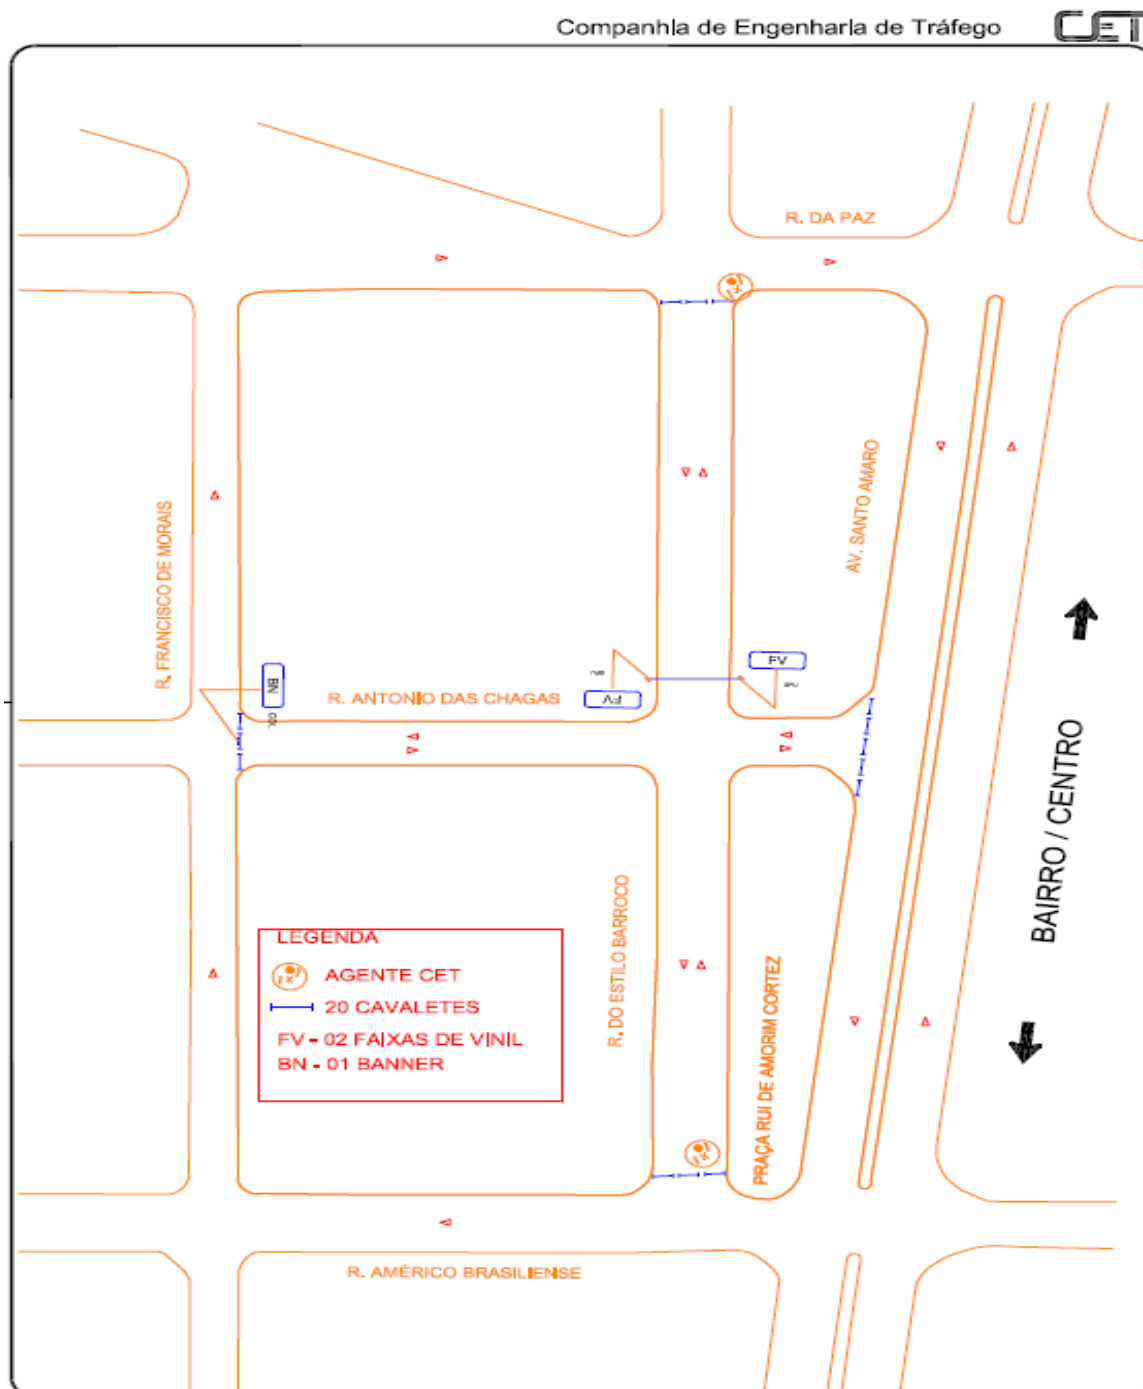 Companhia de Engenharia de Tráfego
CET
R. DA PAZ
R. FRANCISCO DE MORAIS
AV. SANTO AMARO
BN
R. ANTONIO DAS CHAGAS
FV
FV
BAIRRO / CENTRO
R. DO ESTILO BARROCO
PRAÇA RUI DE AMORIM CORTEZ
LEGENDA
AGENTE CET
20 CAVALETES
FV - 02 FAIXAS DE VINIL
BN - 01 BANNER
R. AMÉRICO BRASILIENSE